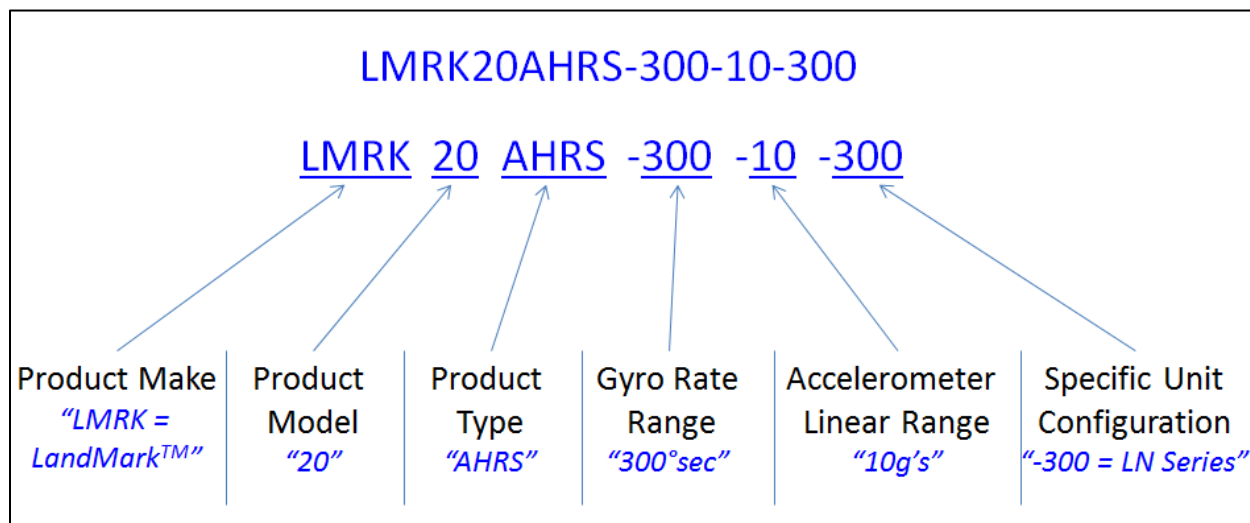 LMRK20AHRS-300-10-300
LMRK 20 AHRS -300 -10 -300
Product Make
“LMRK =
LandMark™”
Product
Model
“20”
Product
Type
“AHRS”
Gyro Rate
Range
“300°sec”
Accelerometer
Linear Range
“10g’s”
Specific Unit
Configuration
“-300 = LN Series”